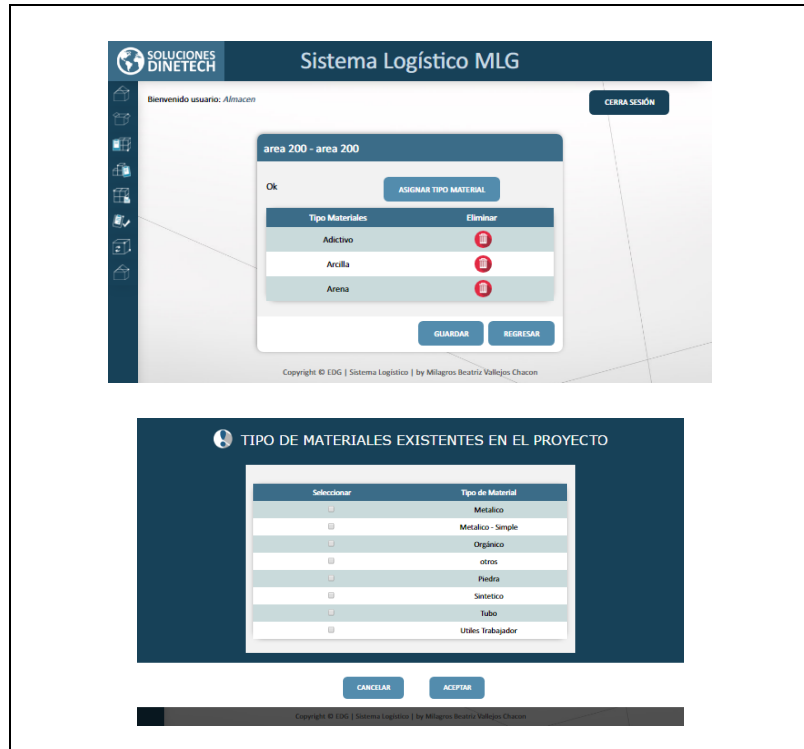 SOLUCIONES
DINETECH
Sistema Logístico MLG
Bienvenido usuario: Almacen
CERRA SESIÓN
area 200 - area 200
Ok
ASIGNAR TIPO MATERIAL
Tipo Materiales Eliminar
Adictivo
Arcilla
Arena
GUARDAR REGRESAR
Copyright © EDG | Sistema Logístico | by Milagros Beatriz Vallejos Chacon
TIPO DE MATERIALES EXISTENTES EN EL PROYECTO
Seleccionar Tipo de Material
Metalico
Metalico - Simple
Orgánico
otros
Piedra
Sintetico
Tubo
Utiles Trabajador
CANCELAR ACEPTAR
Copyright © EDG | Sistema Logístico | by Milagros Beatriz Vallejos Chacon